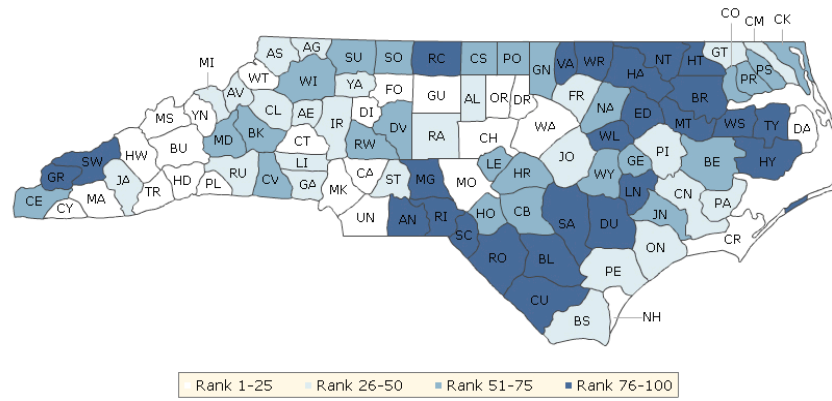 CO CM CK
AS AG SU SO RC CS PO GN VA WR HA NT HT GT PR PS
MI WT WI YA FO GU AL OR DR FR NA ED BR
AV CL AE IR DI DV RA CH WA WL MT WS TY DA
MS YN MD BK CT RW JO PI HY
HW BU LI CA ST MG MO LE HR WY GE BE
GR SW JA TR HD PL RU CV GA MK LN CN PA
CE CY MA UN AN RI SC HO CB SA DU JN CR
RO BL ON
PE
CU BS NH
Rank 1-25 Rank 26-50 Rank 51-75 Rank 76-100